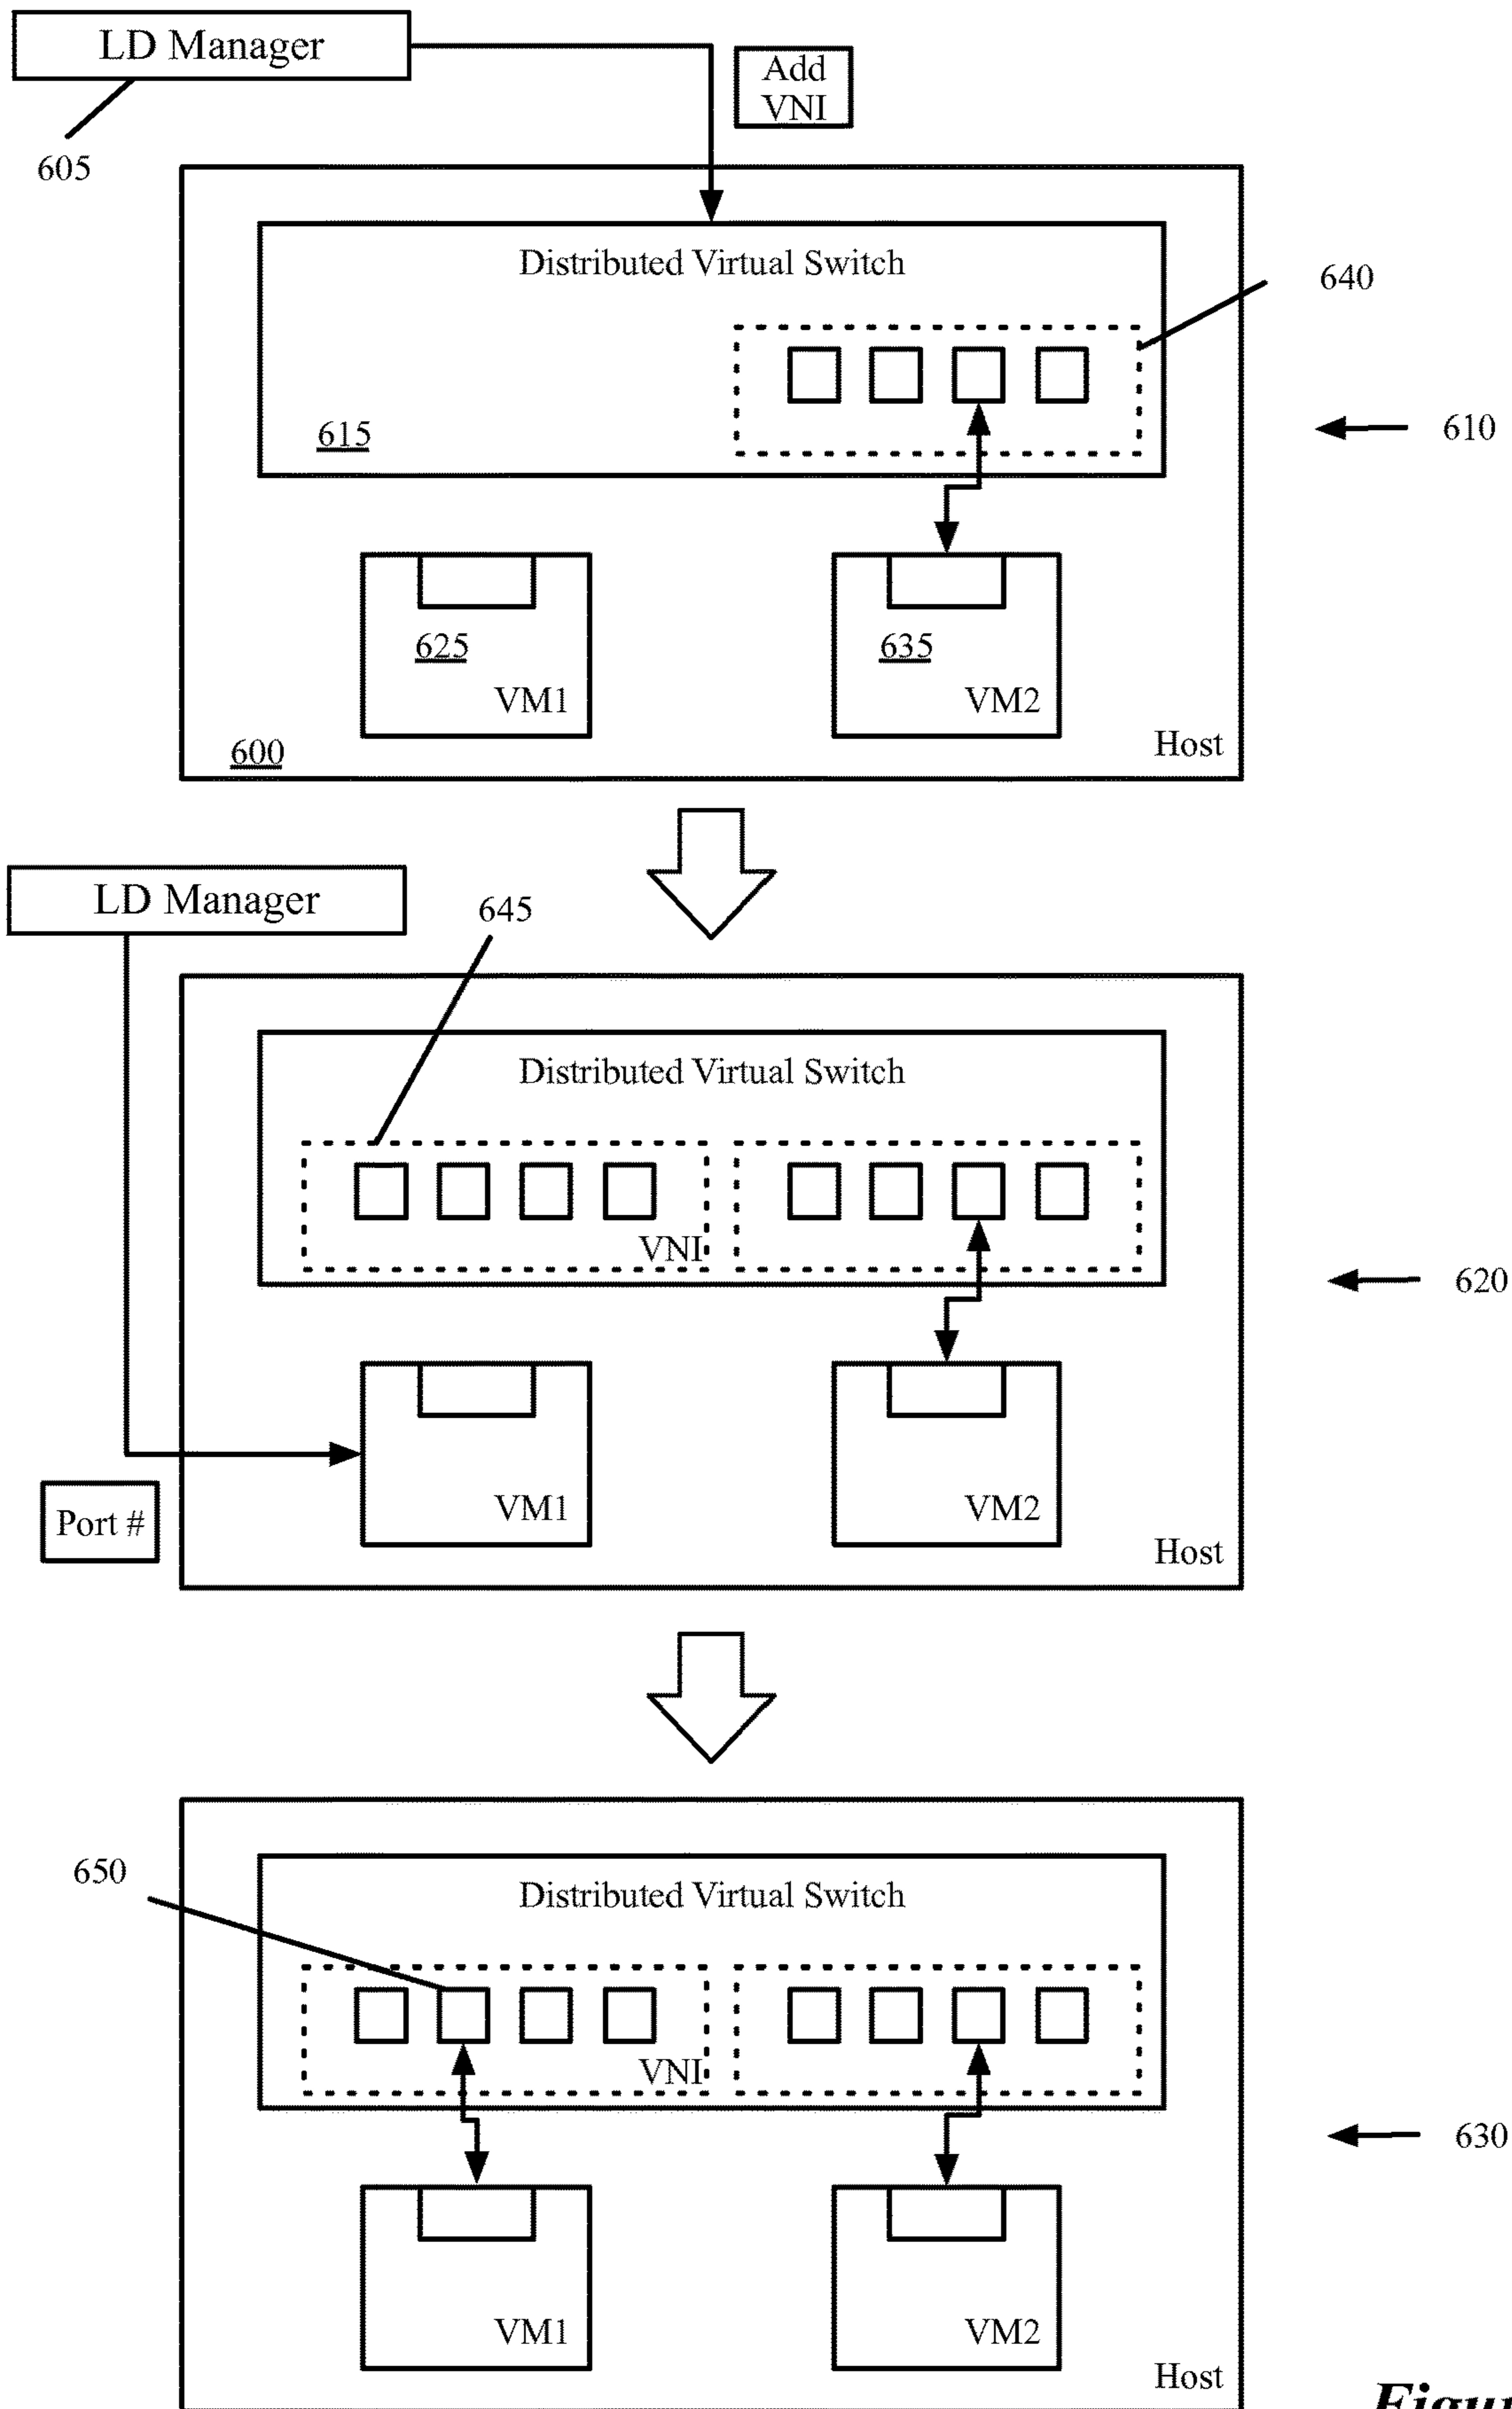 LD Manager
Add
VNI
605
Distributed Virtual Switch
640
615
610
625
635
VM1
VM2
600
Host
LD Manager
645
Distributed Virtual Switch
VNI
620
VM1
VM2
Port #
Host
650
Distributed Virtual Switch
VNI
630
VM1
VM2
Host